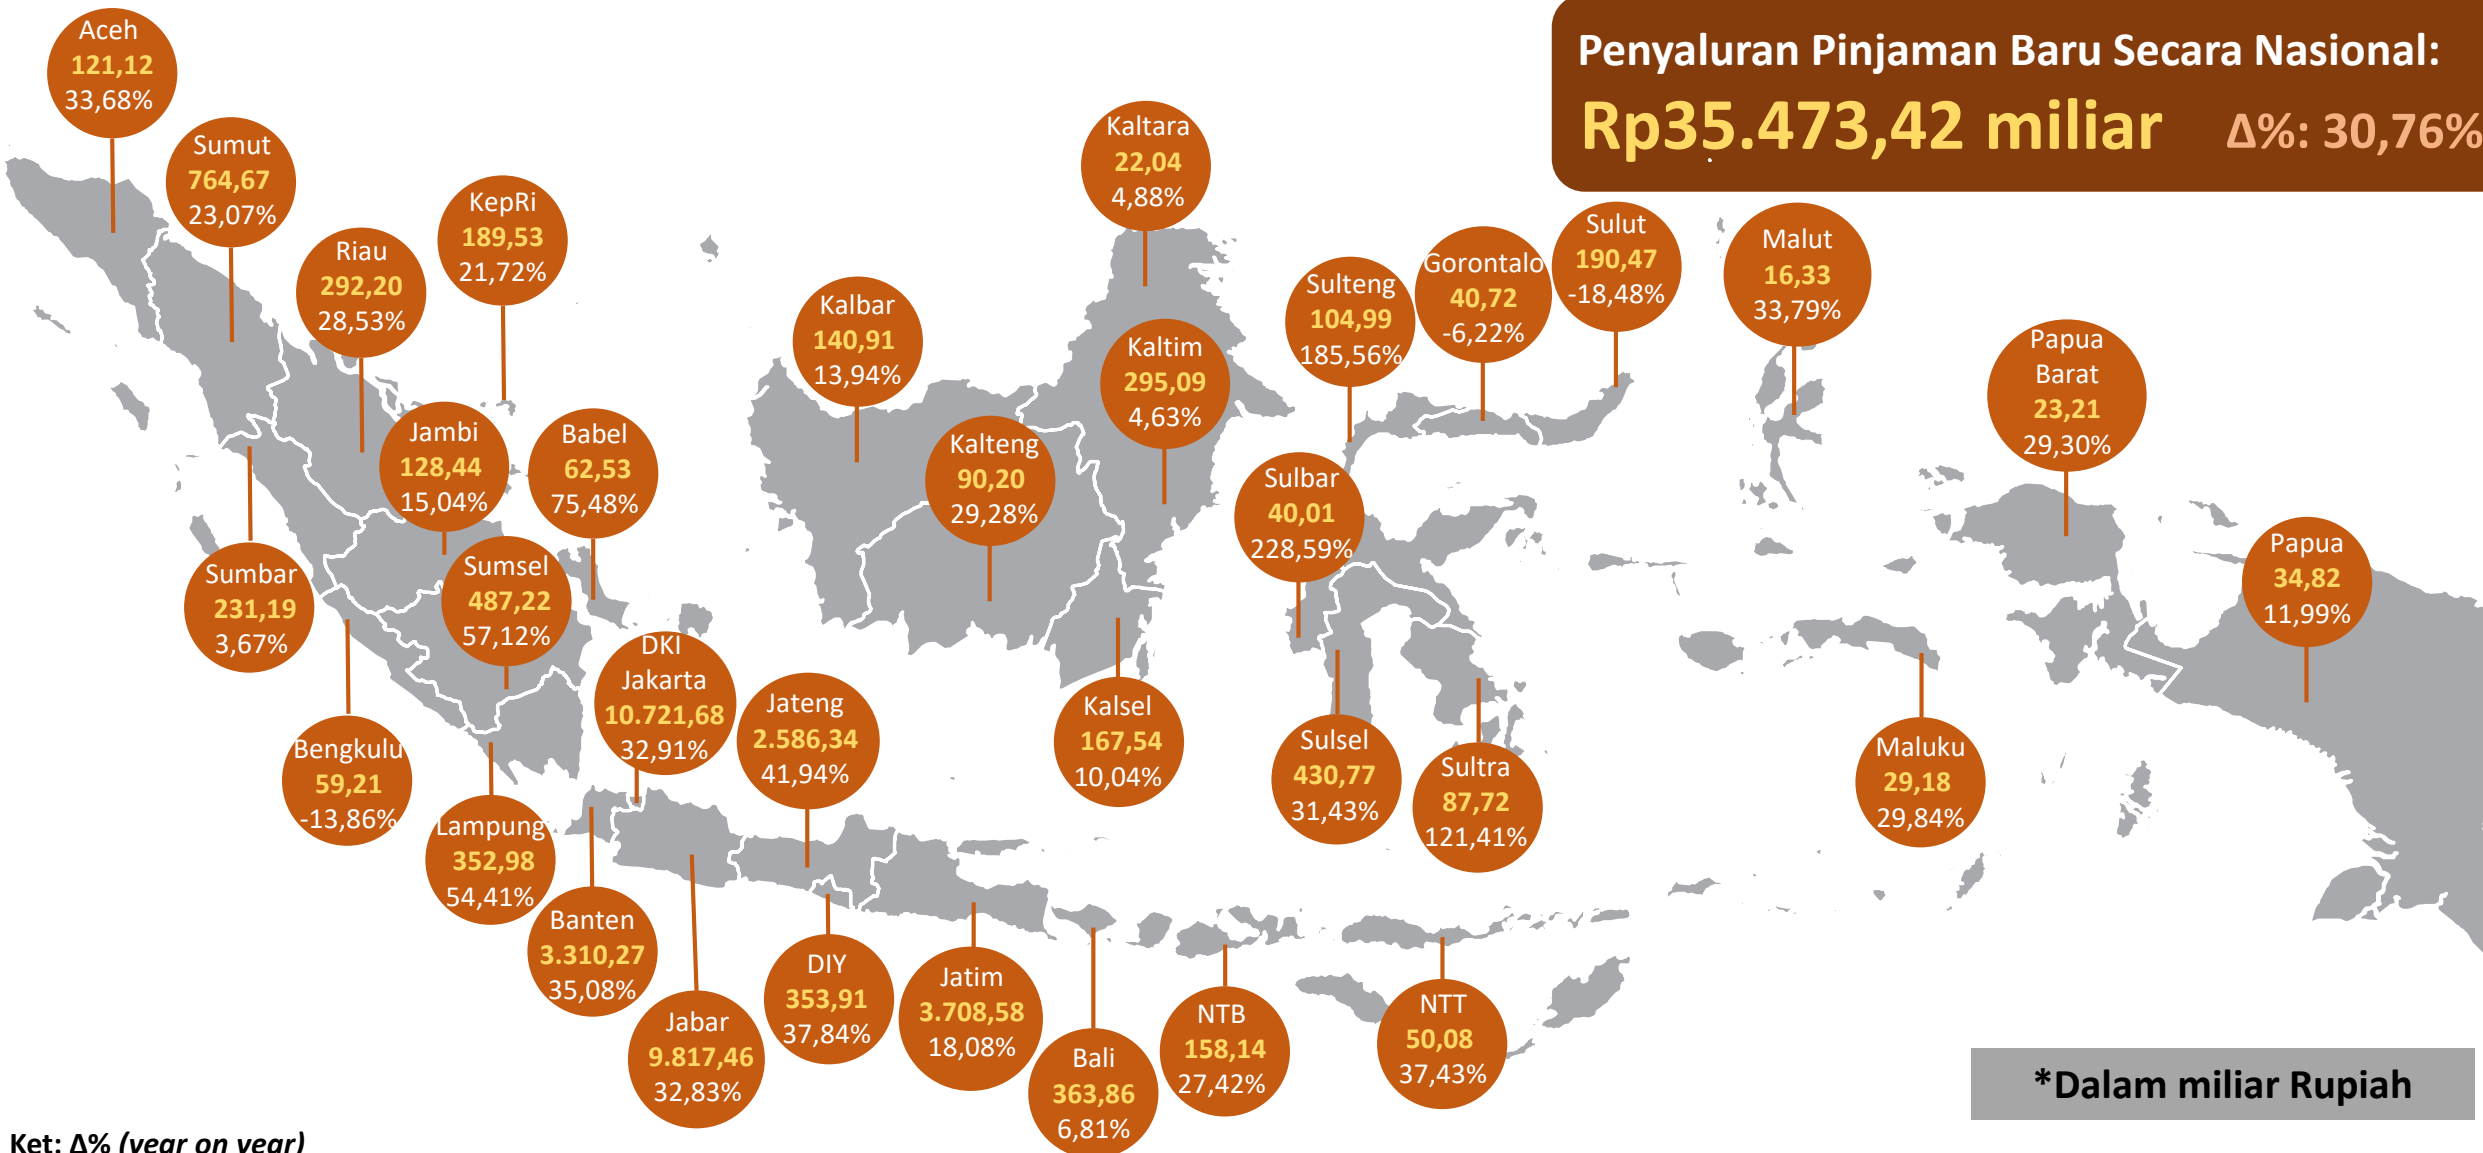 Penyaluran Pinjaman Baru Secara Nasional:
Rp35.473,42 miliar Δ%: 30,76%
Aceh
121,12
33,68%
Sumut
764,67
23,07%
Riau
292,20
28,53%
KepRi
189,53
21,72%
Jambi
128,44
15,04%
Babel
62,53
75,48%
Sumbar
231,19
3,67%
Sumsel
487,22
57,12%
Bengkulu
59,21
-13,86%
Lampung
352,98
54,41%
DKI
Jakarta
10.721,68
32,91%
Banten
3.310,27
35,08%
Jabar
9.817,46
32,83%
Jateng
2.586,34
41,94%
DIY
353,91
37,84%
Jatim
3.708,58
18,08%
Bali
363,86
6,81%
NTB
158,14
27,42%
NTT
50,08
37,43%
Kalbar
140,91
13,94%
Kalteng
90,20
29,28%
Kaltara
22,04
4,88%
Kaltim
295,09
4,63%
Kalsel
167,54
10,04%
Sulteng
104,99
185,56%
Gorontalo
40,72
-6,22%
Sulut
190,47
-18,48%
Sulbar
40,01
228,59%
Sulsel
430,77
31,43%
Sultra
87,72
121,41%
Malut
16,33
33,79%
Maluku
29,18
29,84%
Papua
Barat
23,21
29,30%
Papua
34,82
11,99%
*Dalam miliar Rupiah
Ket: Δ% (year on year)